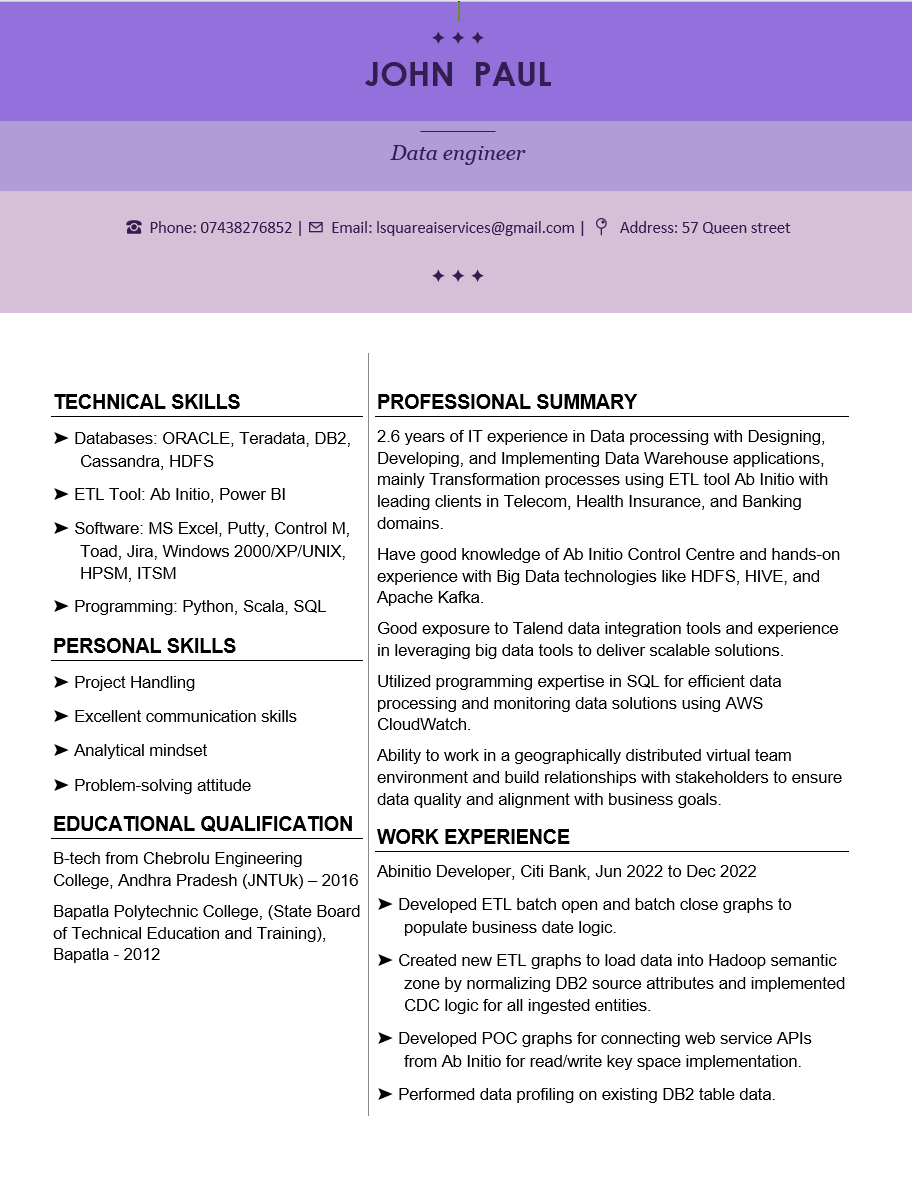 JOHN PAUL
Data engineer
Phone: 07438276852 | Email: lsquareaiservices@gmail.com | Address: 57 Queen street
TECHNICAL SKILLS
➤ Databases: ORACLE, Teradata, DB2,
Cassandra, HDFS
➤ ETL Tool: Ab Initio, Power BI
➤ Software: MS Excel, Putty, Control M,
Toad, Jira, Windows 2000/XP/UNIX,
HPSM, ITSM
➤ Programming: Python, Scala, SQL
PERSONAL SKILLS
➤ Project Handling
➤ Excellent communication skills
➤ Analytical mindset
➤ Problem-solving attitude
EDUCATIONAL QUALIFICATION
B-tech from Chebrolu Engineering
College, Andhra Pradesh (JNTUk) – 2016
Bapatla Polytechnic College, (State Board
of Technical Education and Training),
Bapatla - 2012
PROFESSIONAL SUMMARY
2.6 years of IT experience in Data processing with Designing,
Developing, and Implementing Data Warehouse applications,
mainly Transformation processes using ETL tool Ab Initio with
leading clients in Telecom, Health Insurance, and Banking
domains.
Have good knowledge of Ab Initio Control Centre and hands-on
experience with Big Data technologies like HDFS, HIVE, and
Apache Kafka.
Good exposure to Talend data integration tools and experience
in leveraging big data tools to deliver scalable solutions.
Utilized programming expertise in SQL for efficient data
processing and monitoring data solutions using AWS
CloudWatch.
Ability to work in a geographically distributed virtual team
environment and build relationships with stakeholders to ensure
data quality and alignment with business goals.
WORK EXPERIENCE
Abinitio Developer, Citi Bank, Jun 2022 to Dec 2022
➤ Developed ETL batch open and batch close graphs to
populate business date logic.
➤ Created new ETL graphs to load data into Hadoop semantic
zone by normalizing DB2 source attributes and implemented
CDC logic for all ingested entities.
➤ Developed POC graphs for connecting web service APIs
from Ab Initio for read/write key space implementation.
➤ Performed data profiling on existing DB2 table data.